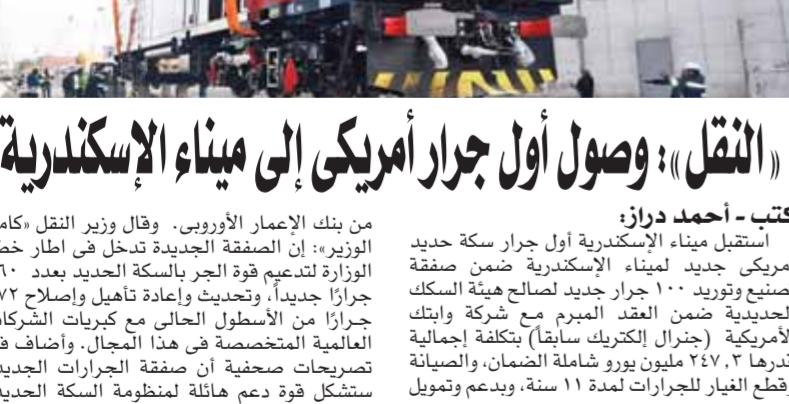 «النقل»: وصول أول جرار أمريكى إلى ميناء الإسكندرية
كتب - أحمد دراز:
استقبل ميناء الإسكندرية أول جرار سكة حديد
أمريكى جديد لميناء الإسكندرية ضمن صفقة
تصنيع وتوريد ١٠٠ جرار جديد لصالح هيئة السكك
الحديدية ضمن العقد المبرم مع شركة وابتك
الأمريكية (جنرال إلكتريك سابقاً) بتكلفة إجمالية
قدرها ٢٤٧,٣ مليون يورو شاملة الضمان، والصيانة
وقطع الغيار للجرارات لمدة ١١ سنة، وبدعم وتمويل
من بنك الإعمار الأوروبى. وقال وزير النقل «كامل
الوزير»: إن الصفقة الجديدة تدخل فى اطار خطة
الوزارة لتدعيم قوة الجر بالسكة الحديد بعدد
جرارًا جديداً، وتحديث وإعادة تأهيل وإصلاح
جرارًا من الأسطول الحالى مع كبريات الشركات
العالمية المتخصصة فى هذا المجال. وأضاف فى
تصريحات صحفية أن صفقة الجرارات الجديدة
ستشكل قوة دعم هائلة لمنظومة السكة الحديد